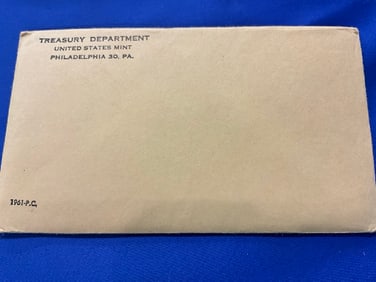 TREASURY DEPARTMENT
UNITED STATES MINT
PHILADELPHIA 30, PA.
1961-P.C.